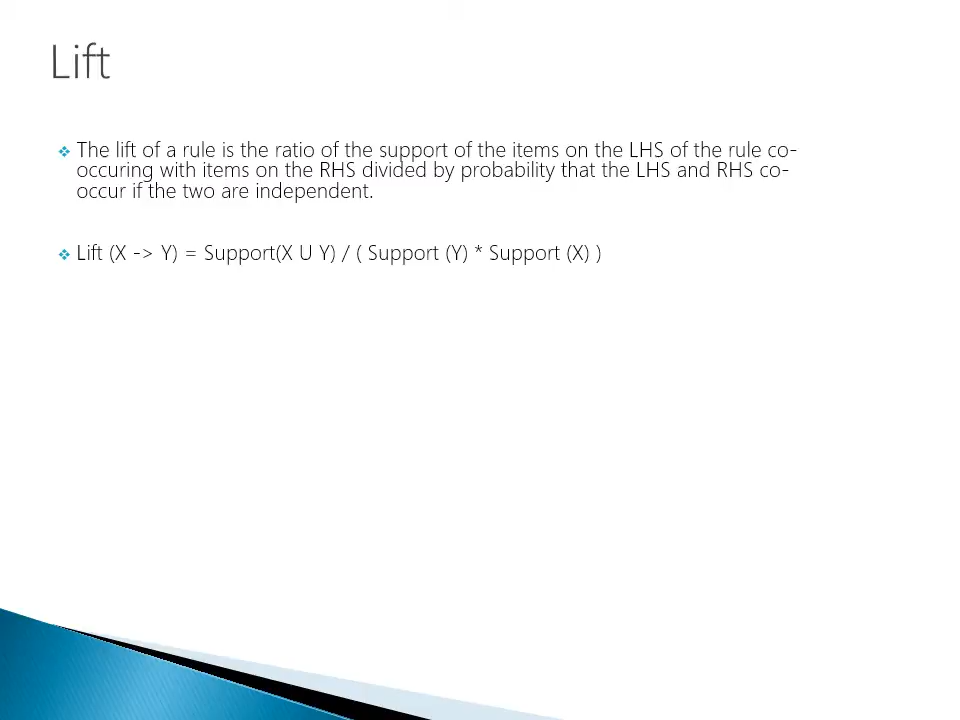 Lift
❖ The lift of a rule is the ratio of the support of the items on the LHS of the rule co-
occuring with items on the RHS divided by probability that the LHS and RHS co-
occur if the two are independent.
❖ Lift (X -> Y) = Support(X U Y) / ( Support (Y) * Support (X) )